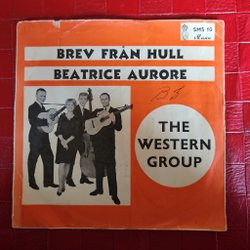 BREV FRÅN HULL
BEATRICE AURORE
SMS 10
THE
WESTERN
GROUP